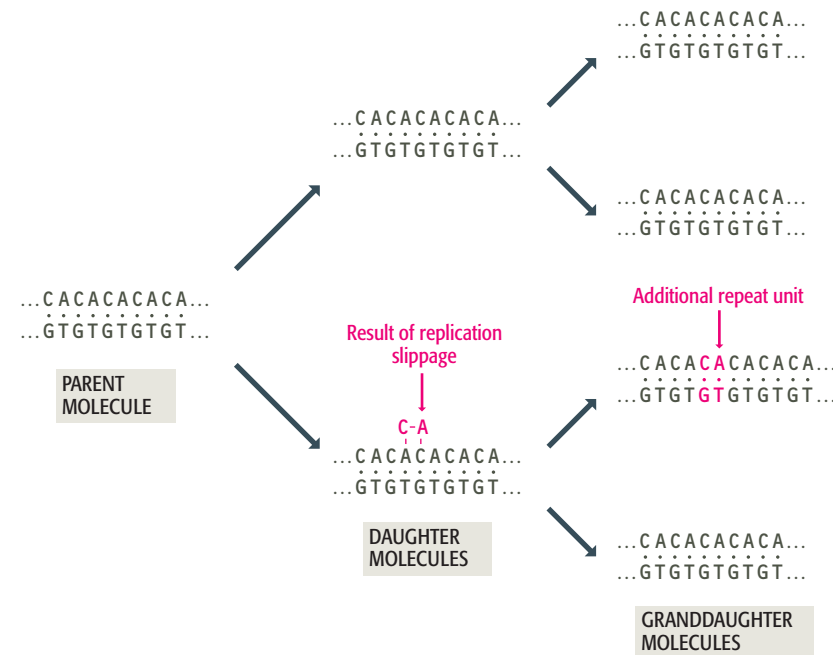 ...CACACACACA...
...GTGTGTGTGT...
...CACACACACA...
...GTGTGTGTGT...
...CACACACACA...
...GTGTGTGTGT...
...CACACACACA...
...GTGTGTGTGT...
PARENT
MOLECULE
Result of replication
slippage
C-A
...CACACACACA...
...GTGTGTGTGT...
DAUGHTER
MOLECULES
Additional repeat unit
...CACACACACACA...
...GTGTGTGTGTGT...
...CACACACACA...
...GTGTGTGTGT...
GRANDDAUGHTER
MOLECULES